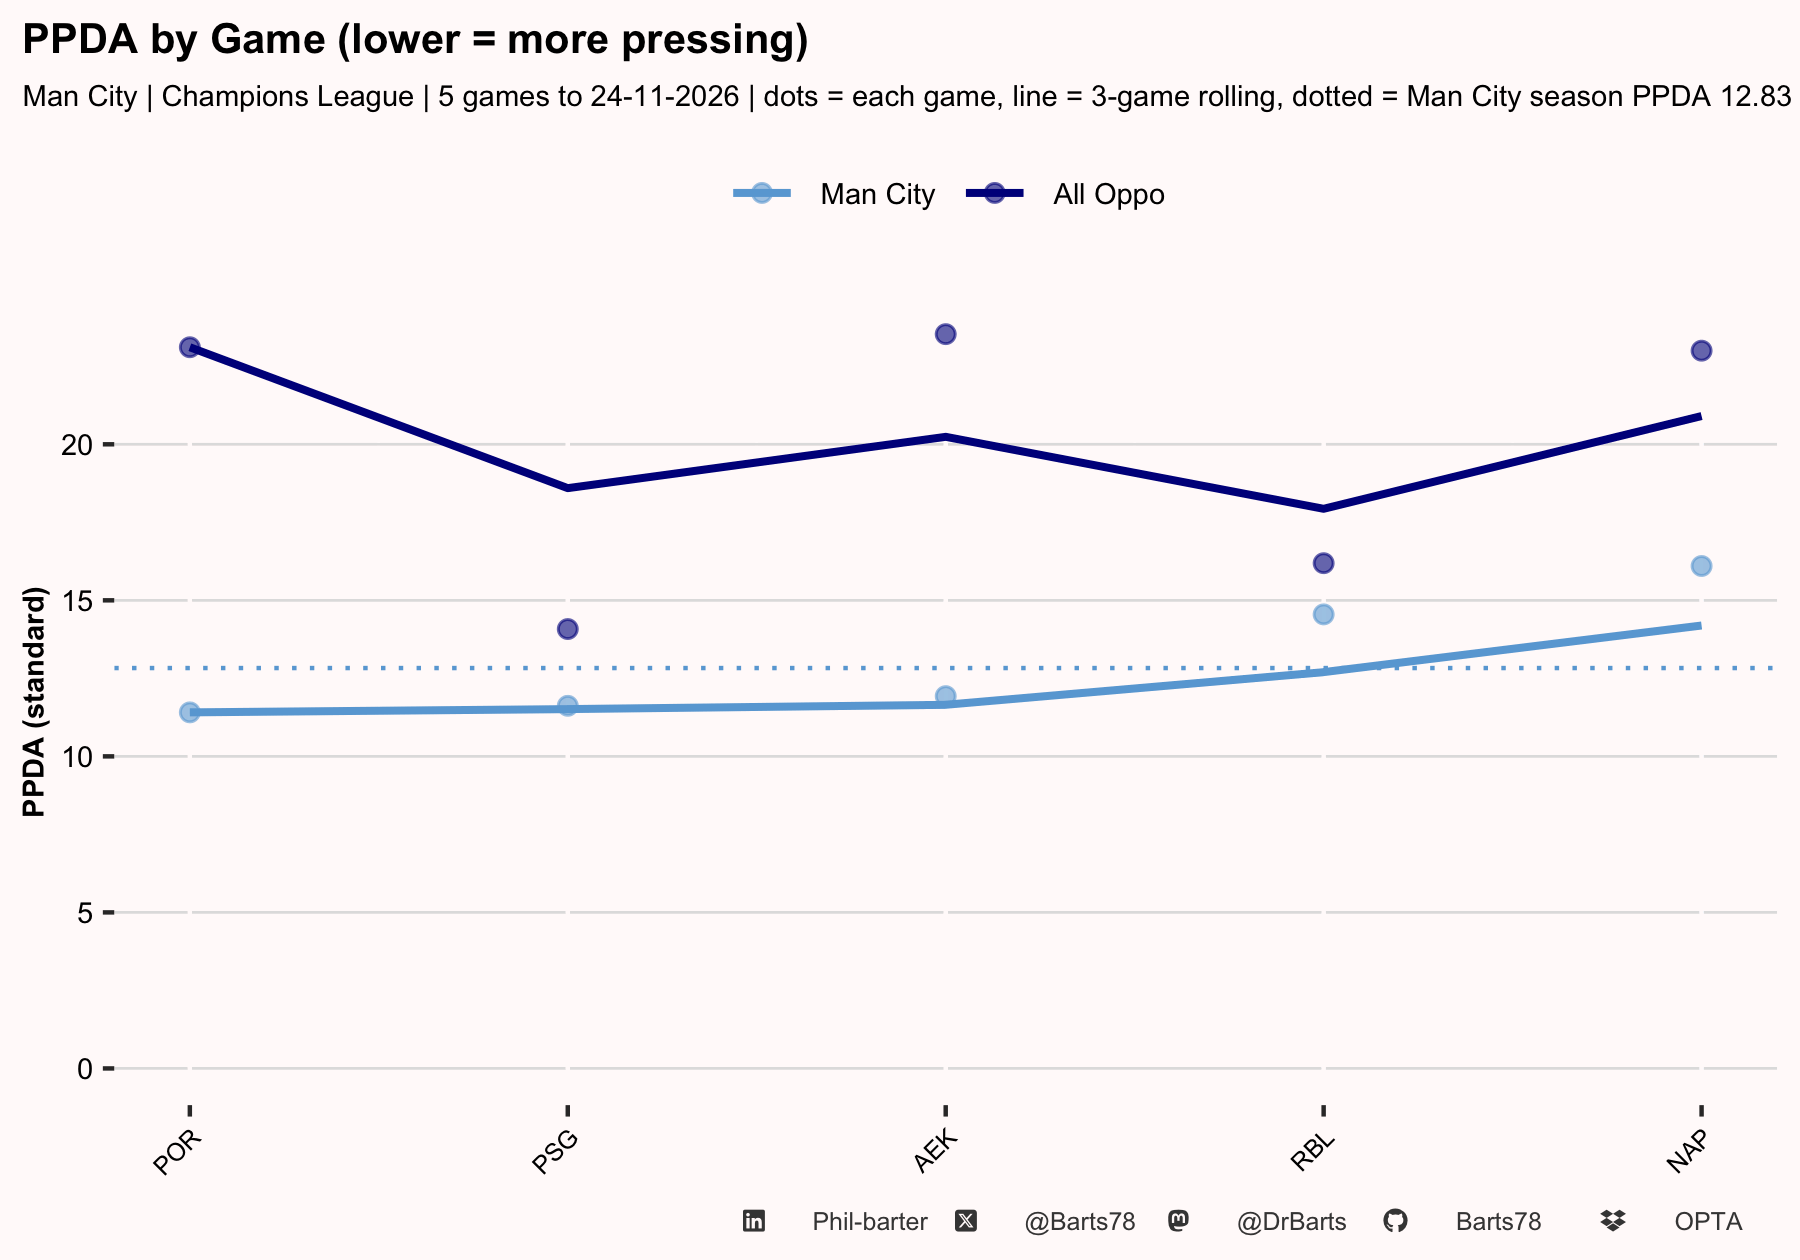 PPDA by Game (lower = more pressing)
Man City | Champions League | 5 games to 24-11-2026 | dots = each game, line = 3-game rolling, dotted = Man City season PPDA 12.83
Man City All Oppo
PPDA (standard)
20
15
10
5
0
POR PSG AEK RBL NAP
Phil-barter @Barts78 @DrBarts Barts78 OPTA